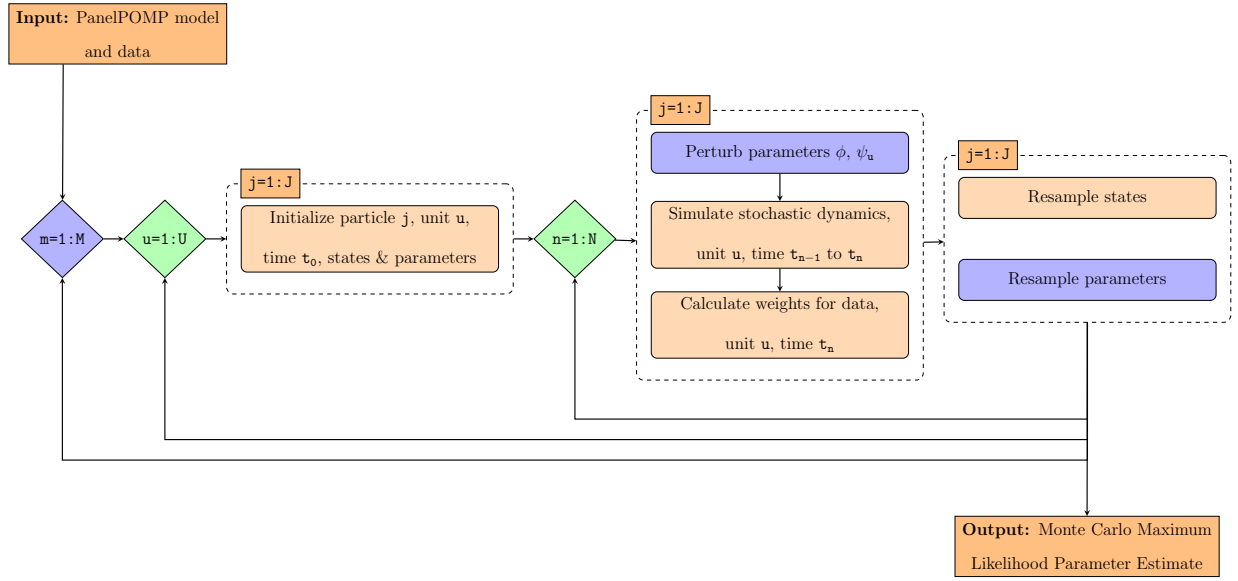 Input: PanelPOMP model
and data
m=1:M
u=1:U
j=1:J
Initialize particle j, unit u,
time t₀, states & parameters
n=1:N
j=1:J
Perturb parameters ϕ, ψᵤ
Simulate stochastic dynamics,
unit u, time tₙ₋₁ to tₙ
Calculate weights for data,
unit u, time tₙ
j=1:J
Resample states
Resample parameters
Output: Monte Carlo Maximum
Likelihood Parameter Estimate